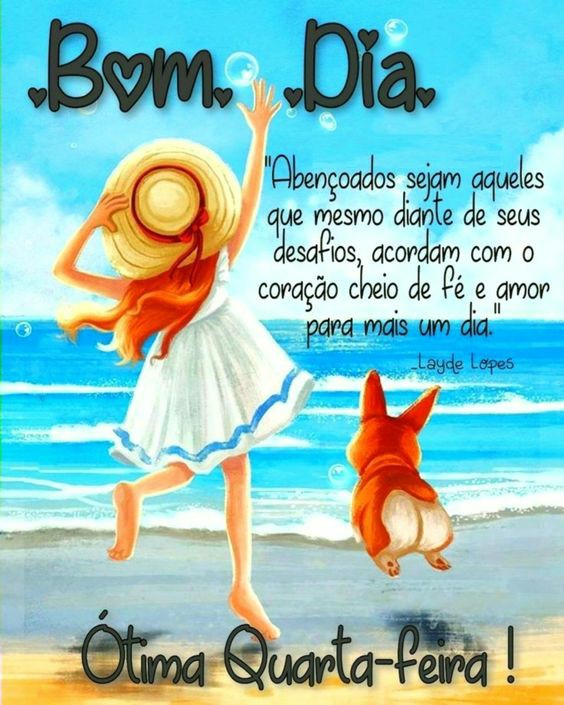 Bom Dia
"Abençoados sejam aqueles
que mesmo diante de seus
desafios, acordam com o
coração cheio de fé e amor
para mais um dia."
_Layde Lopes
Ótima Quarta-feira !